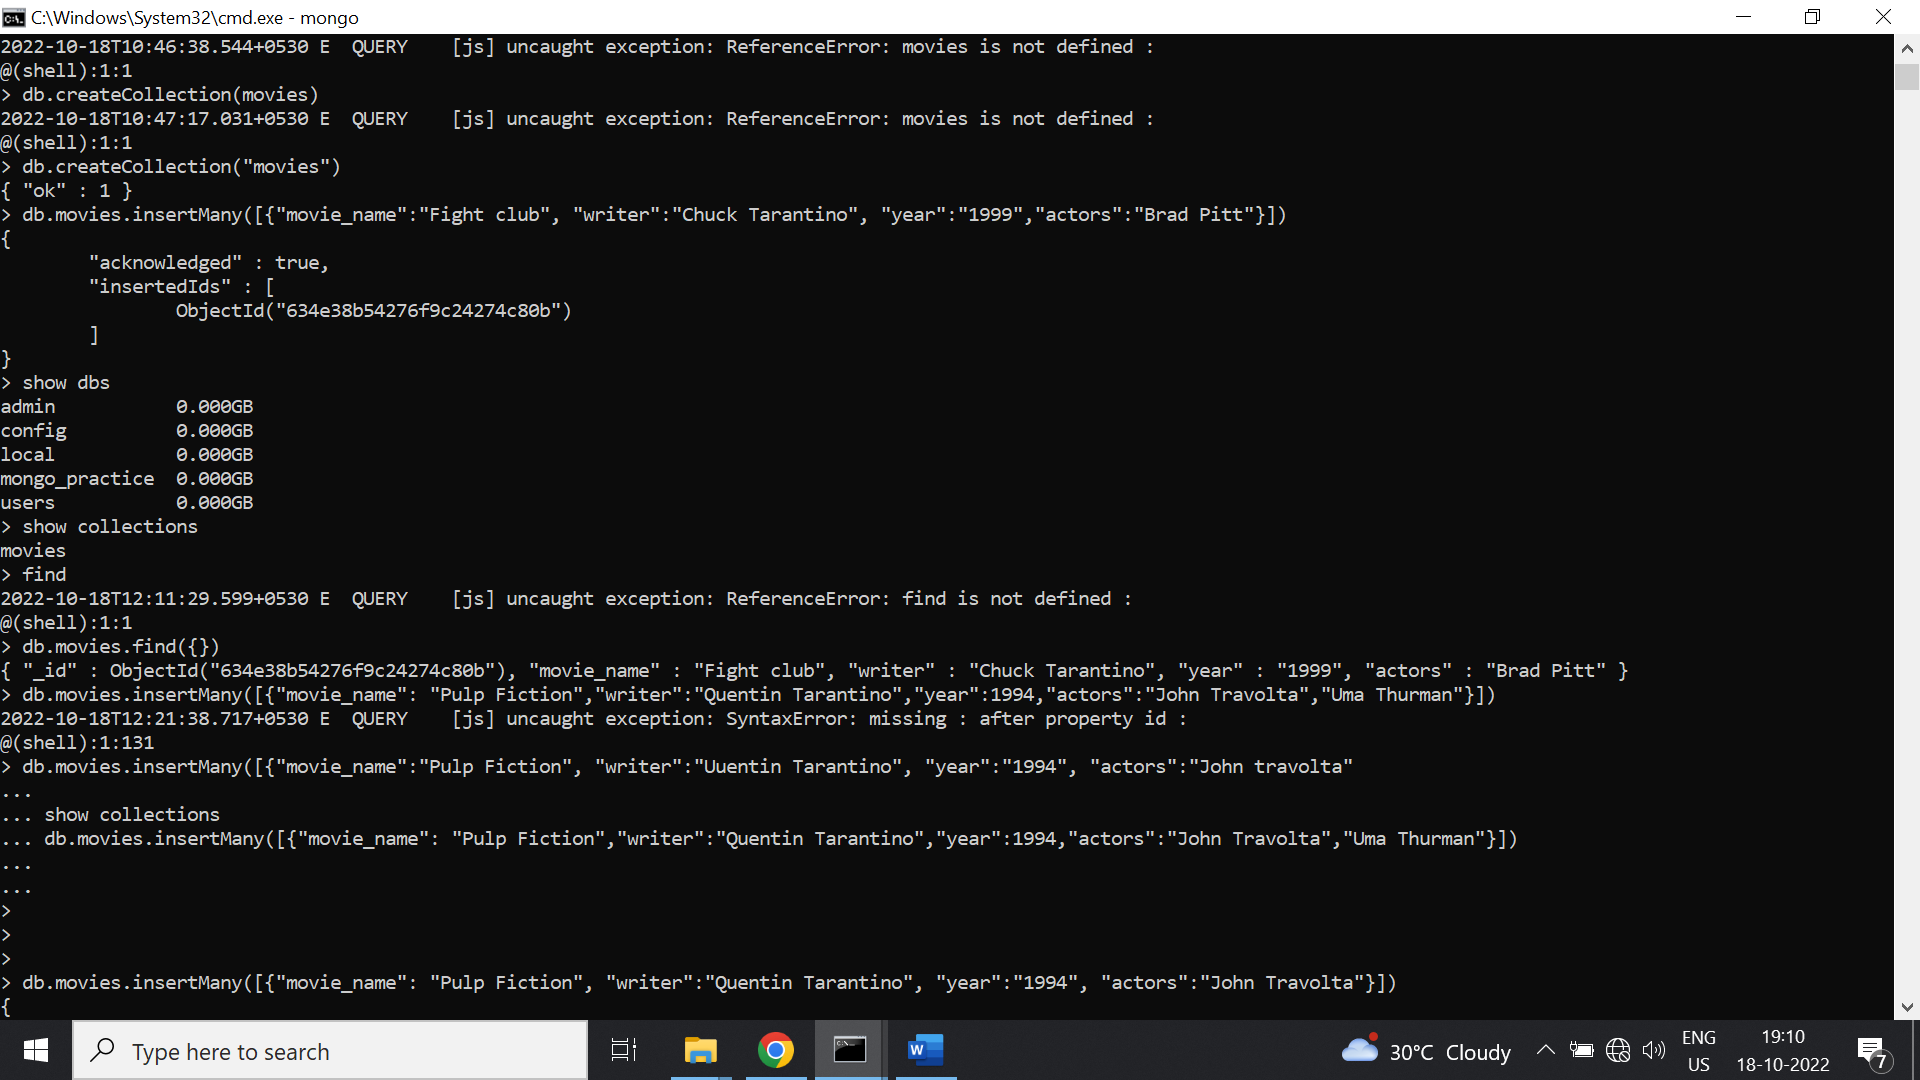 C:\Windows\System32\cmd.exe - mongo
2022-10-18T10:46:38.544+0530 E  QUERY    [js] uncaught exception: ReferenceError: movies is not defined :
@(shell):1:1
> db.createCollection(movies)
2022-10-18T10:47:17.031+0530 E  QUERY    [js] uncaught exception: ReferenceError: movies is not defined :
@(shell):1:1
> db.createCollection("movies")
{ "ok" : 1 }
> db.movies.insertMany([{"movie_name":"Fight club", "writer":"Chuck Tarantino", "year":"1999","actors":"Brad Pitt"}])
{
        "acknowledged" : true,
        "insertedIds" : [
                ObjectId("634e38b54276f9c24274c80b")
        ]
}
> show dbs
admin           0.000GB
config          0.000GB
local           0.000GB
mongo_practice  0.000GB
users           0.000GB
> show collections
movies
> find
2022-10-18T12:11:29.599+0530 E  QUERY    [js] uncaught exception: ReferenceError: find is not defined :
@(shell):1:1
> db.movies.find({})
{ "_id" : ObjectId("634e38b54276f9c24274c80b"), "movie_name" : "Fight club", "writer" : "Chuck Tarantino", "year" : "1999", "actors" : "Brad Pitt" }
> db.movies.insertMany([{"movie_name": "Pulp Fiction","writer":"Quentin Tarantino","year":1994,"actors":"John Travolta","Uma Thurman"}])
2022-10-18T12:21:38.717+0530 E  QUERY    [js] uncaught exception: SyntaxError: missing : after property id :
@(shell):1:131
> db.movies.insertMany([{"movie_name":"Pulp Fiction", "writer":"Uuentin Tarantino", "year":"1994", "actors":"John travolta"
...
... show collections
... db.movies.insertMany([{"movie_name": "Pulp Fiction","writer":"Quentin Tarantino","year":1994,"actors":"John Travolta","Uma Thurman"}])
...
...
>
>
>
> db.movies.insertMany([{"movie_name": "Pulp Fiction", "writer":"Quentin Tarantino", "year":"1994", "actors":"John Travolta"}])
{
Type here to search
30°C Cloudy
ENG
US
19:10
18-10-2022
7